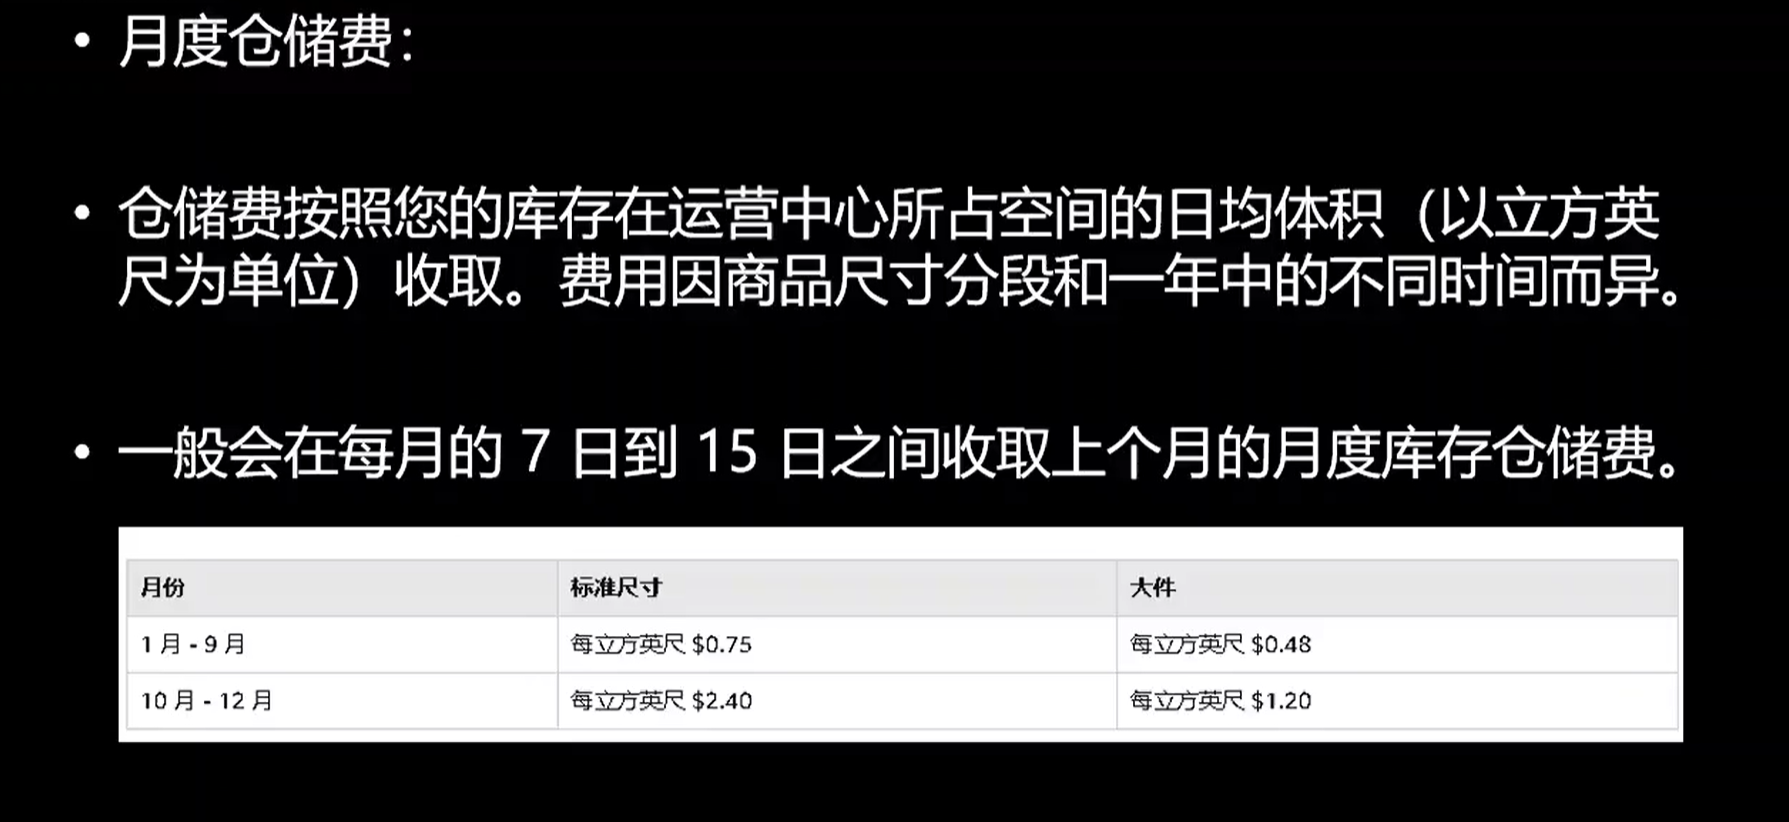 • 月度仓储费：
• 仓储费按照您的库存在运营中心所占空间的日均体积（以立方英
尺为单位）收取。费用因商品尺寸分段和一年中的不同时间而异。
• 一般会在每月的 7 日到 15 日之间收取上个月的月度库存仓储费。
月份 标准尺寸 大件
1 月 - 9 月 每立方英尺 $0.75 每立方英尺 $0.48
10 月 - 12 月 每立方英尺 $2.40 每立方英尺 $1.20